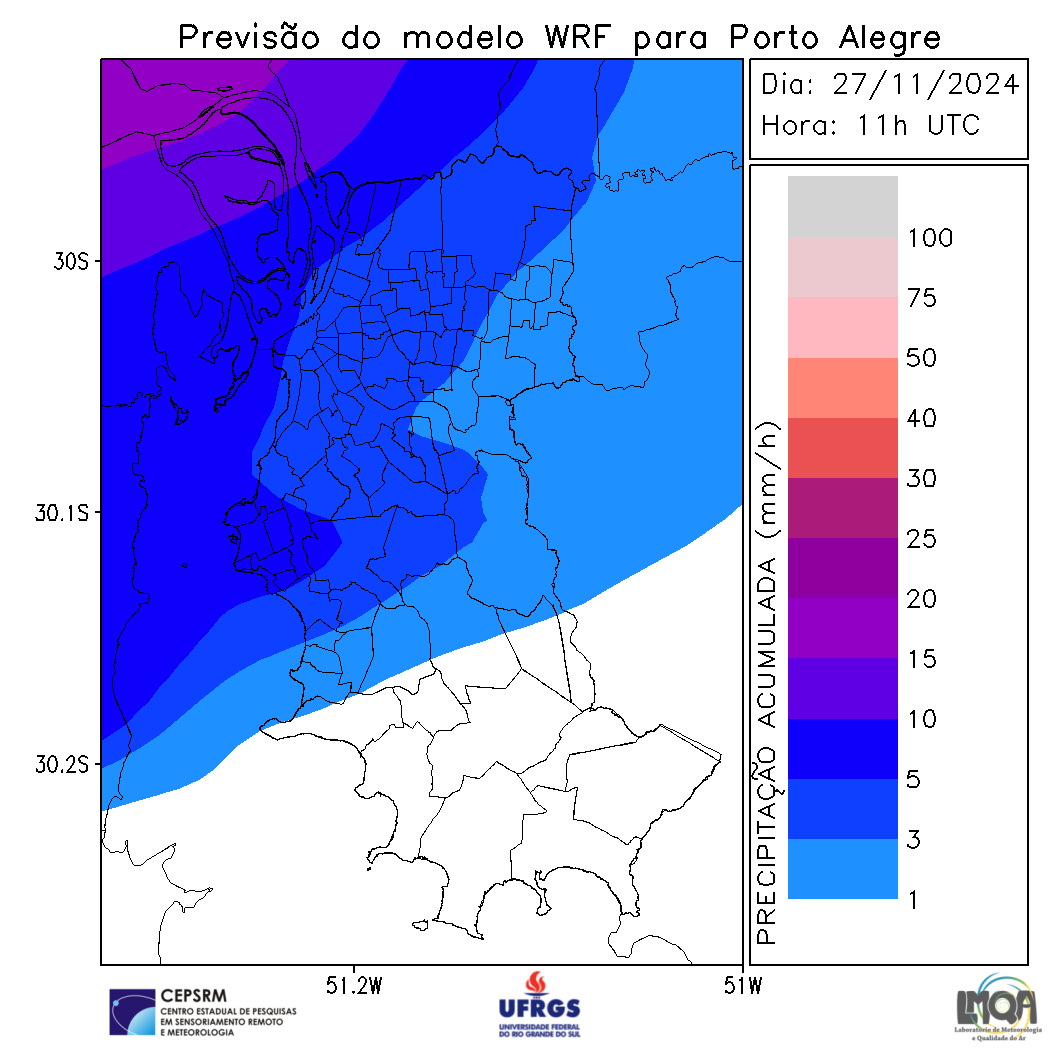 Previsão do modelo WRF para Porto Alegre
Dia: 27/11/2024
Hora: 11h UTC
30S
30.1S
30.2S
51.2W
51W
PRECIPITAÇÃO ACUMULADA (mm/h)
100
75
50
40
30
25
20
15
10
5
3
1
CEPSRM
CENTRO ESTADUAL DE PESQUISAS
EM SENSORIAMENTO REMOTO
E METEOROLOGIA
UFRGS
UNIVERSIDADE FEDERAL
DO RIO GRANDE DO SUL
LMQA
Laboratório de Meteorologia
e Qualidade do Ar